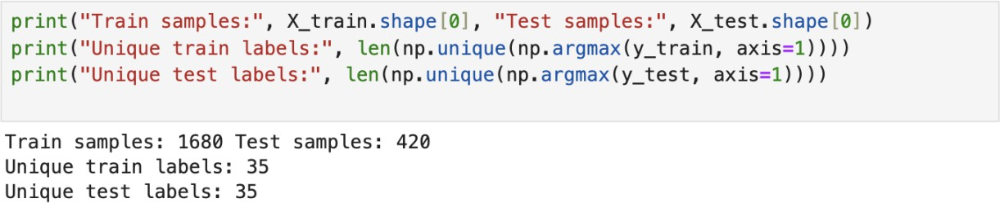 print("Train samples:", X_train.shape[0], "Test samples:", X_test.shape[0])
print("Unique train labels:", len(np.unique(np.argmax(y_train, axis=1))))
print("Unique test labels:", len(np.unique(np.argmax(y_test, axis=1))))
Train samples: 1680 Test samples: 420
Unique train labels: 35
Unique test labels: 35